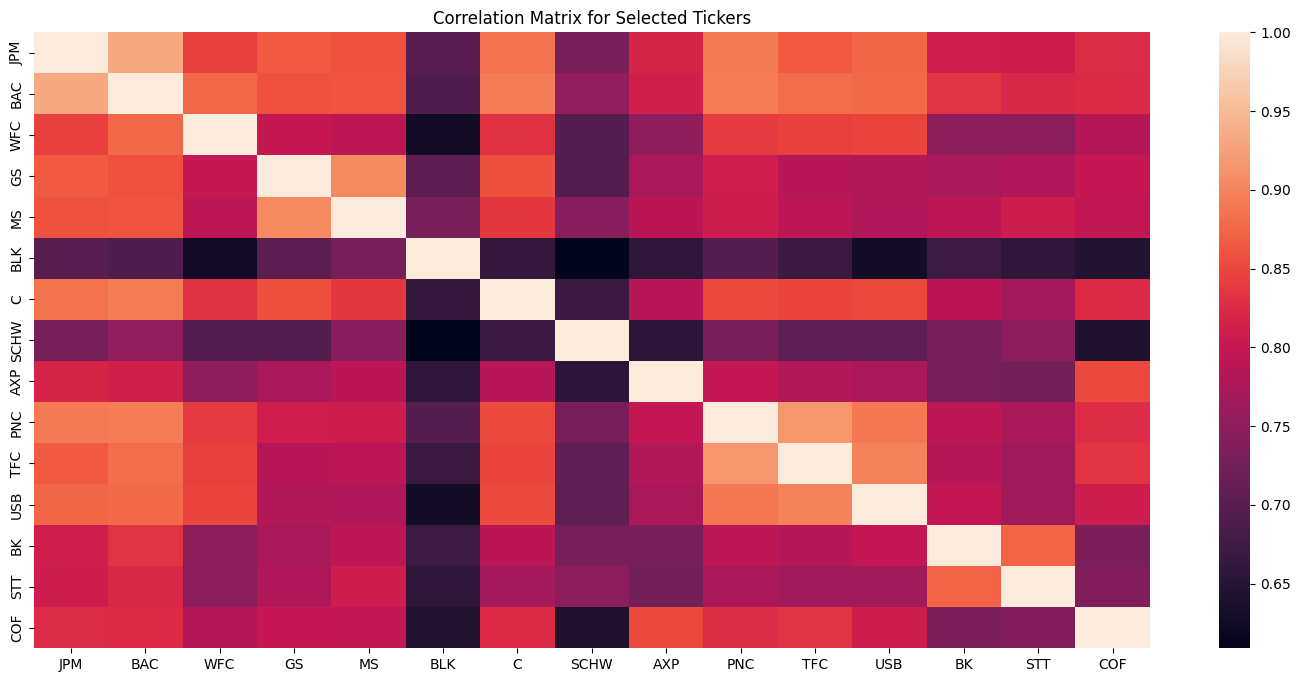 Correlation Matrix for Selected Tickers
JPM
BAC
WFC
GS
MS
BLK
C
SCHW
AXP
PNC
TFC
USB
BK
STT
COF
JPM BAC WFC GS MS BLK C SCHW AXP PNC TFC USB BK STT COF
1.00
0.95
0.90
0.85
0.80
0.75
0.70
0.65